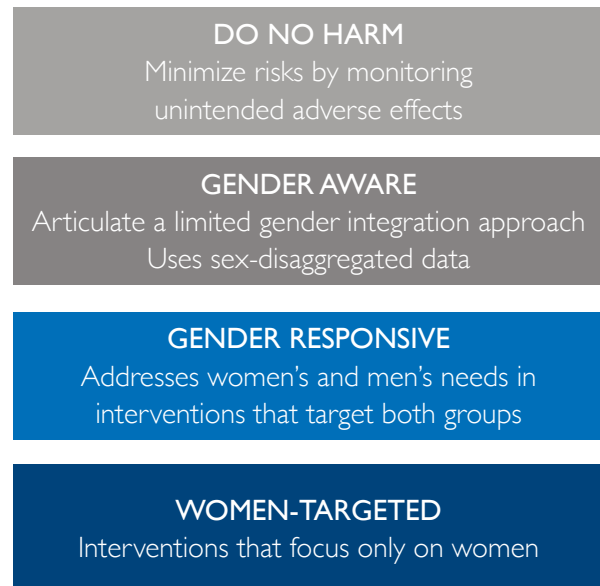 DO NO HARM
Minimize risks by monitoring
unintended adverse effects
GENDER AWARE
Articulate a limited gender integration approach
Uses sex-disaggregated data
GENDER RESPONSIVE
Addresses women’s and men’s needs in
interventions that target both groups
WOMEN-TARGETED
Interventions that focus only on women